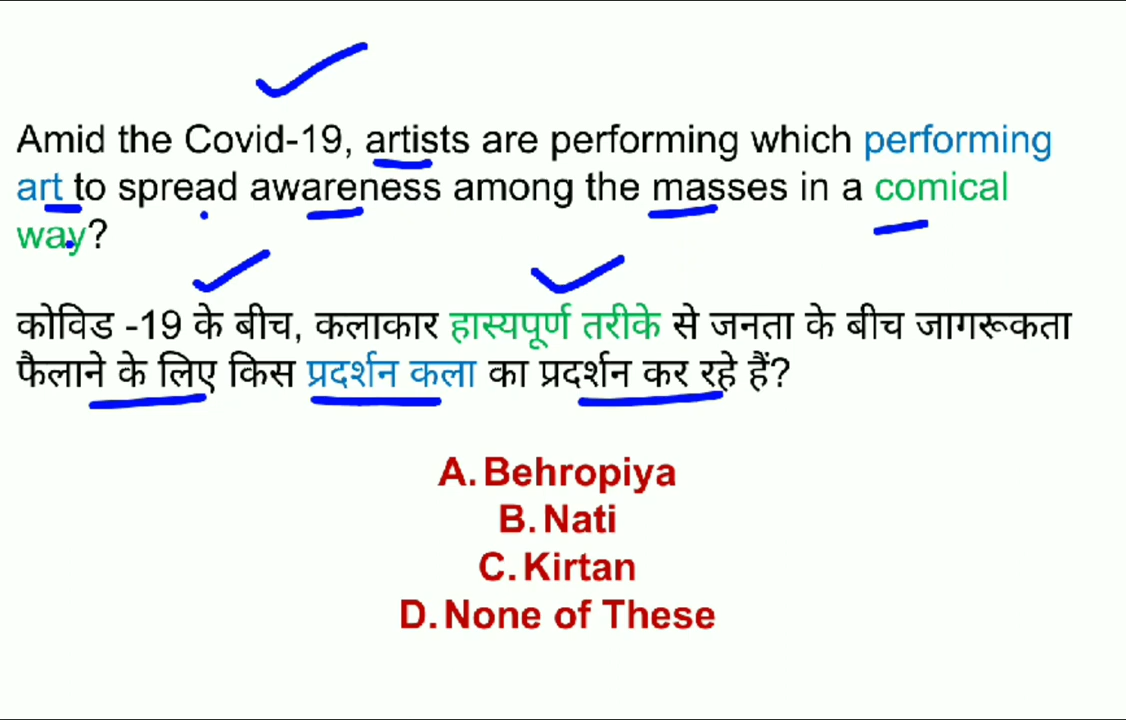 Amid the Covid-19, artists are performing which performing
art to spread awareness among the masses in a comical
way?
कोविड -19 के बीच, कलाकार हास्यपूर्ण तरीके से जनता के बीच जागरूकता
फैलाने के लिए किस प्रदर्शन कला का प्रदर्शन कर रहे हैं?
A. Behropiya
B. Nati
C. Kirtan
D. None of These